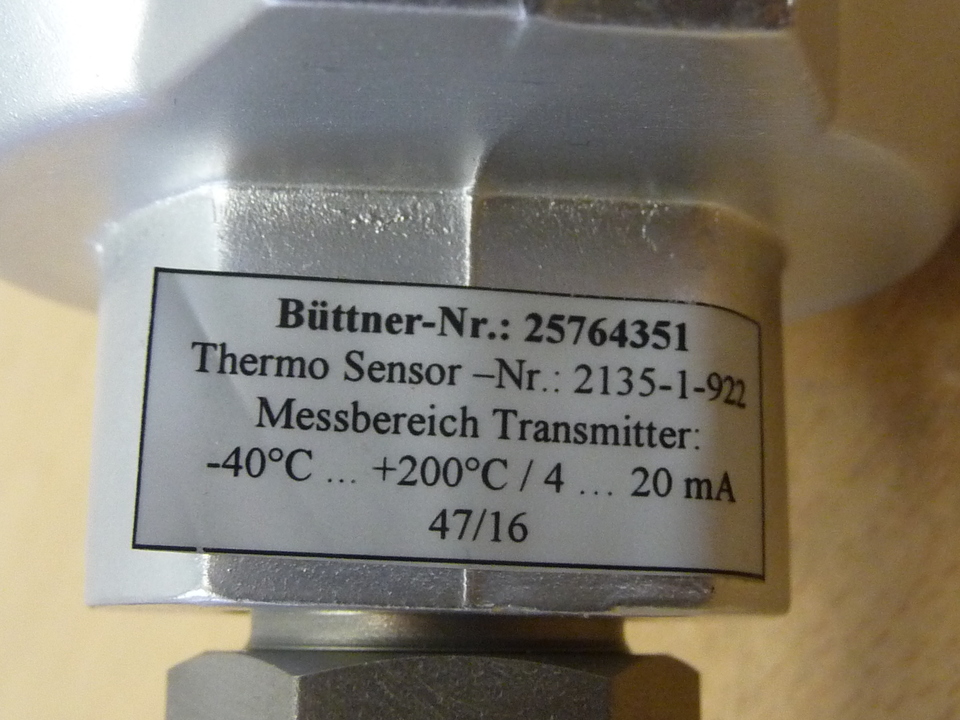 Büttner-Nr.: 25764351
Thermo Sensor –Nr.: 2135-1-922
Messbereich Transmitter:
-40°C ... +200°C / 4 ... 20 mA
47/16